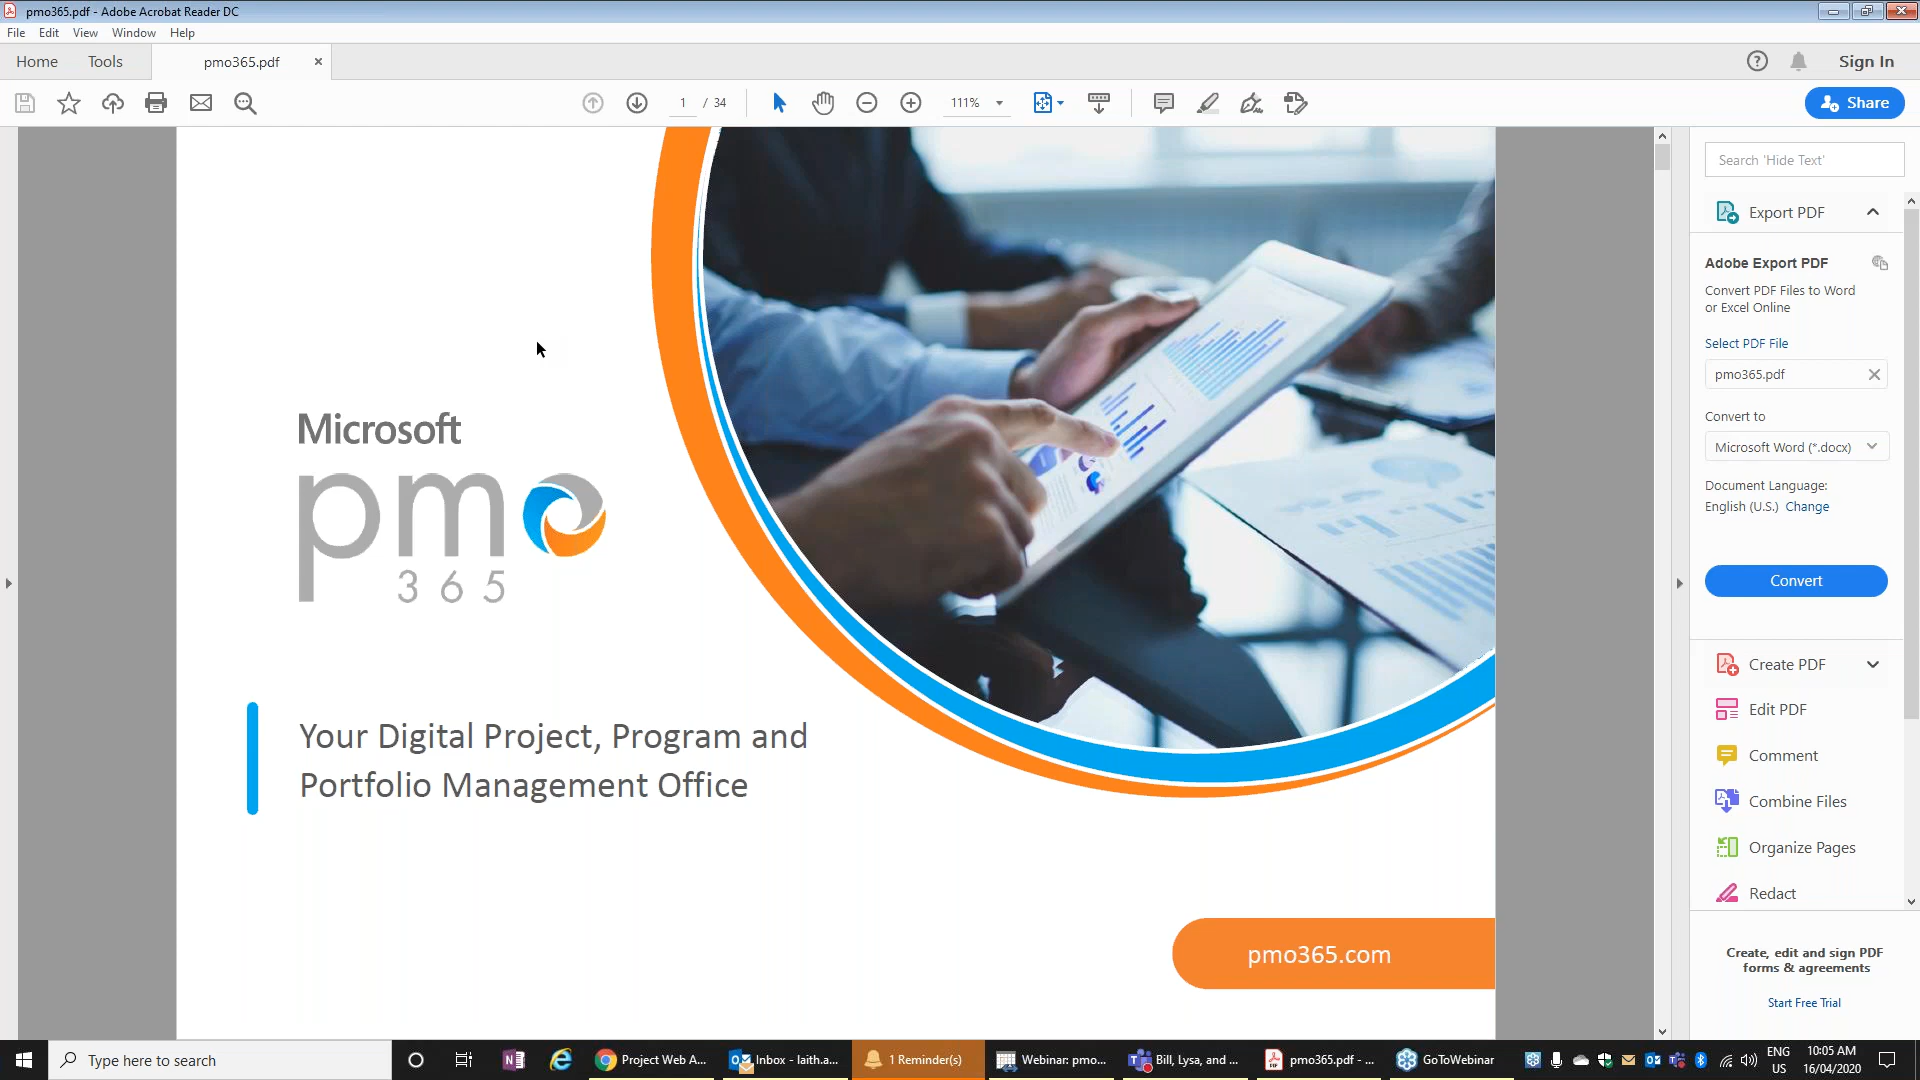 pmo365.pdf - Adobe Acrobat Reader DC
File Edit View Window Help
Home Tools pmo365.pdf Sign In
1 / 34 111% Share
Search 'Hide Text'
Export PDF
Adobe Export PDF
Convert PDF Files to Word
or Excel Online
Select PDF File
pmo365.pdf
Convert to
Microsoft Word (*.docx)
Document Language:
English (U.S.) Change
Convert
Create PDF
Edit PDF
Comment
Combine Files
Organize Pages
Redact
Create, edit and sign PDF
forms & agreements
Start Free Trial
Microsoft
pmo
365
Your Digital Project, Program and
Portfolio Management Office
pmo365.com
Type here to search Project Web A... Inbox - laith.a... 1 Reminder(s) Webinar: pmo... Bill, Lysa, and ... pmo365.pdf - ... GoToWebinar ENG 10:05 AM
US 16/04/2020